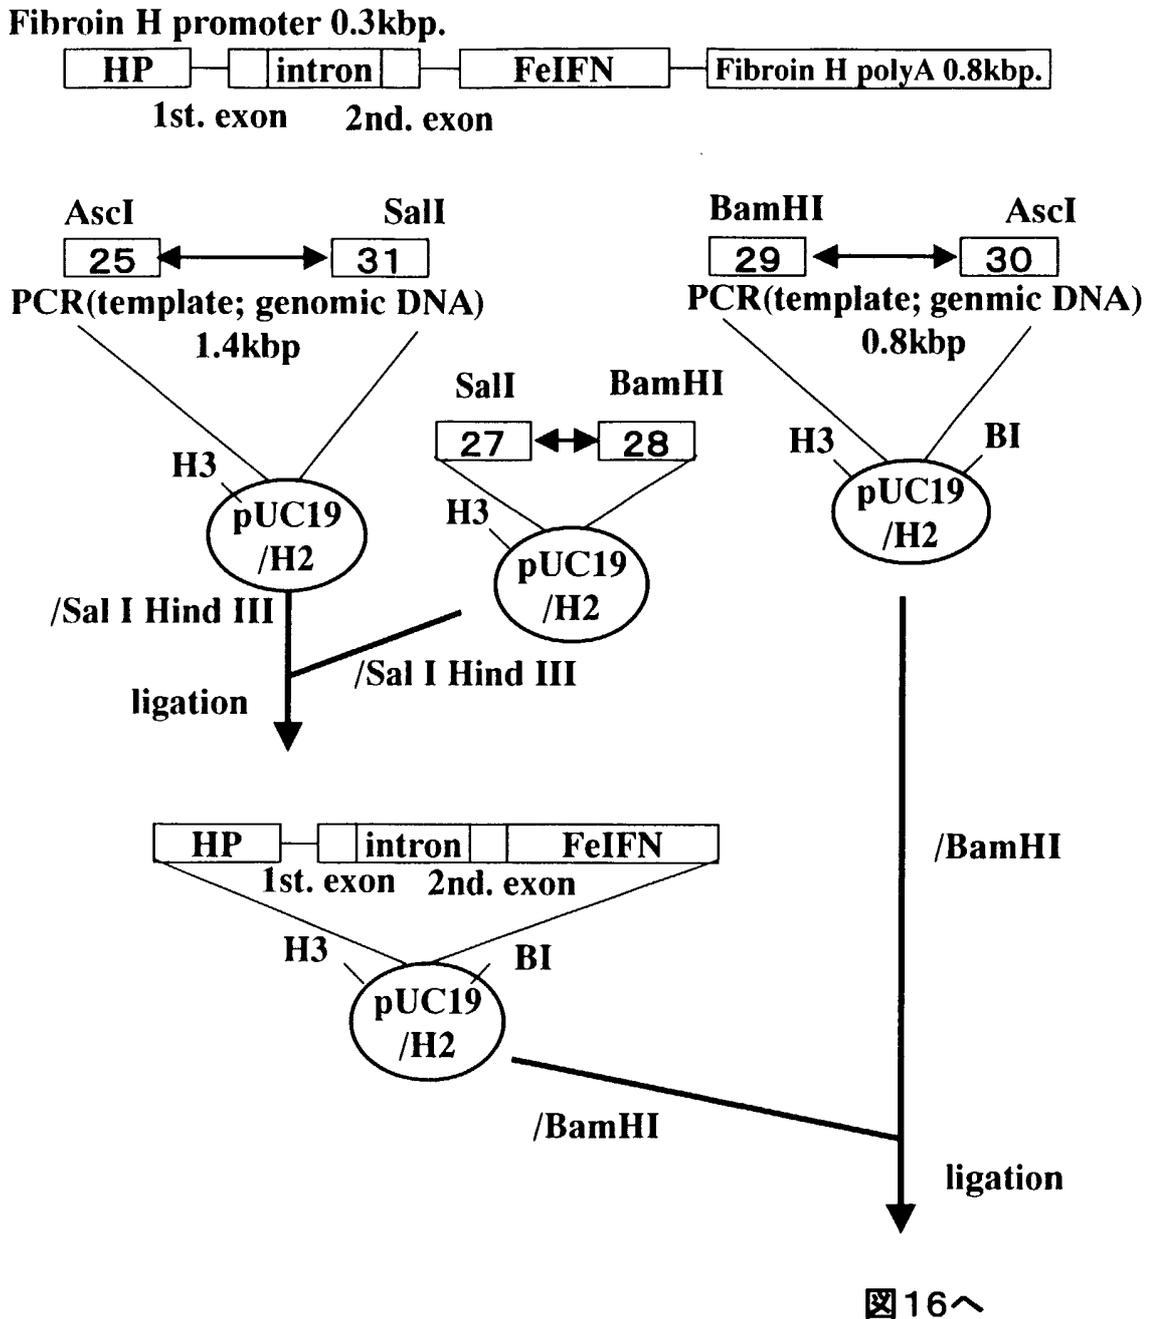 Fibroin H promoter 0.3kbp.
HP intron FeIFN Fibroin H polyA 0.8kbp.
1st. exon 2nd. exon
AscI SalI
25 31
PCR(template; genomic DNA)
1.4kbp
BamHI AscI
29 30
PCR(template; genmic DNA)
0.8kbp
SalI BamHI
27 28
H3
pUC19
/H2
H3
pUC19
/H2
H3 BI
pUC19
/H2
/Sal I Hind III
/Sal I Hind III
ligation
HP intron FeIFN
1st. exon 2nd. exon
H3 BI
pUC19
/H2
/BamHI
/BamHI
ligation
図16へ